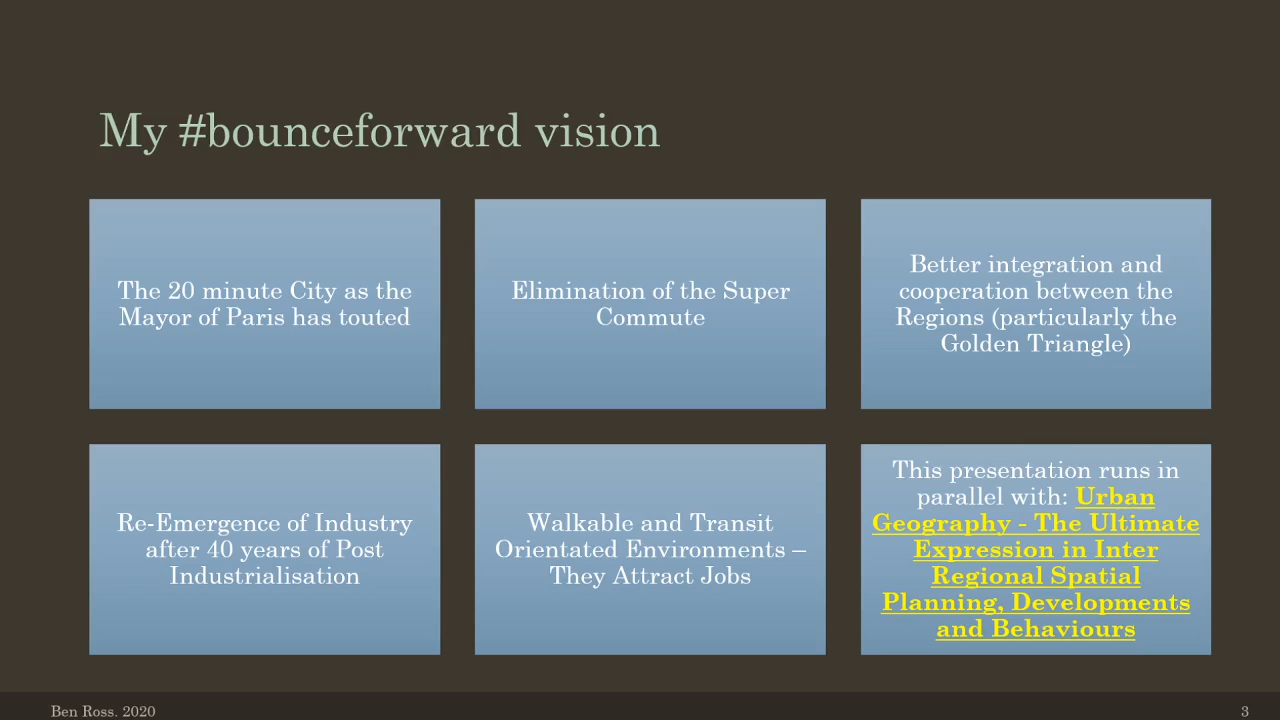 My #bounceforward vision
The 20 minute City as the
Mayor of Paris has touted
Elimination of the Super
Commute
Better integration and
cooperation between the
Regions (particularly the
Golden Triangle)
Re-Emergence of Industry
after 40 years of Post
Industrialisation
Walkable and Transit
Orientated Environments –
They Attract Jobs
This presentation runs in
parallel with: Urban
Geography - The Ultimate
Expression in Inter
Regional Spatial
Planning, Developments
and Behaviours
Ben Ross. 2020
3